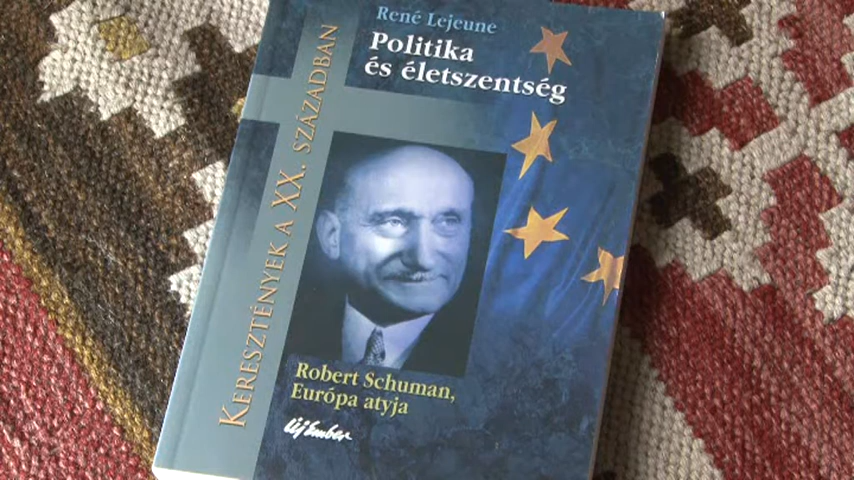 René Lejeune
Politika
és életszentség
KERESZTÉNYEK A XX. SZÁZADBAN
Robert Schuman,
Európa atyja
Új Ember